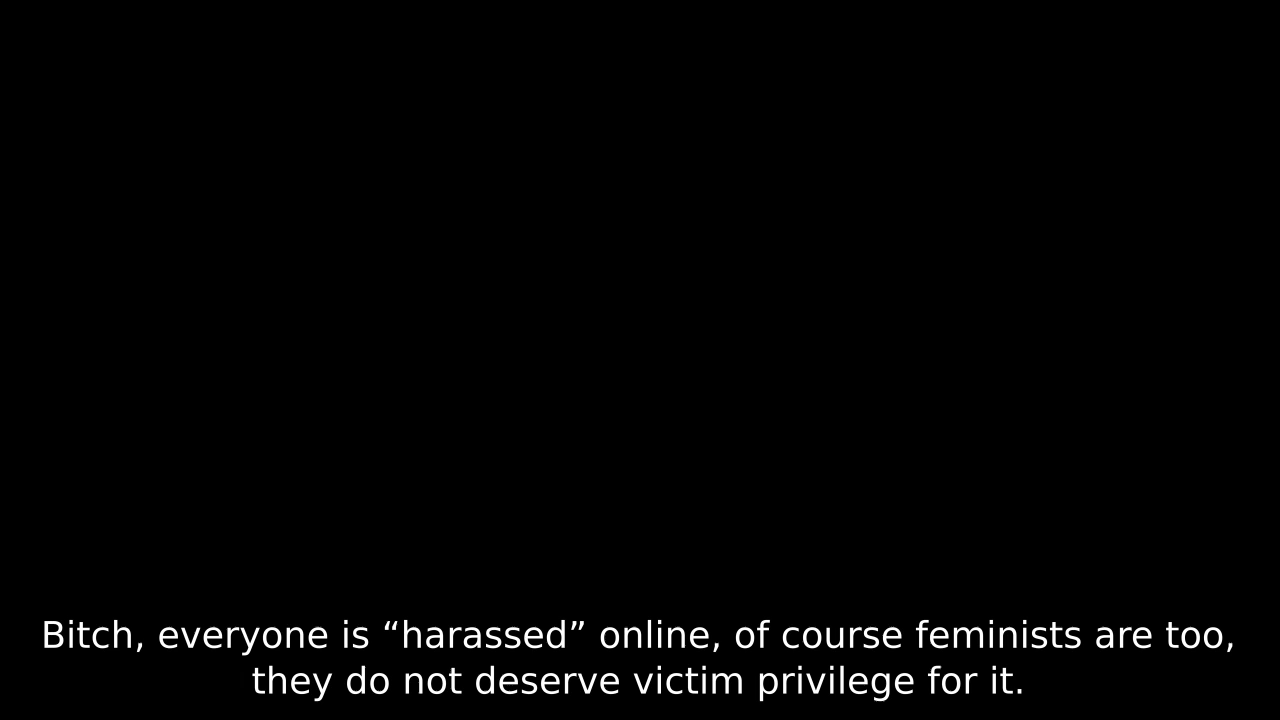 Bitch, everyone is “harassed” online, of course feminists are too,
they do not deserve victim privilege for it.